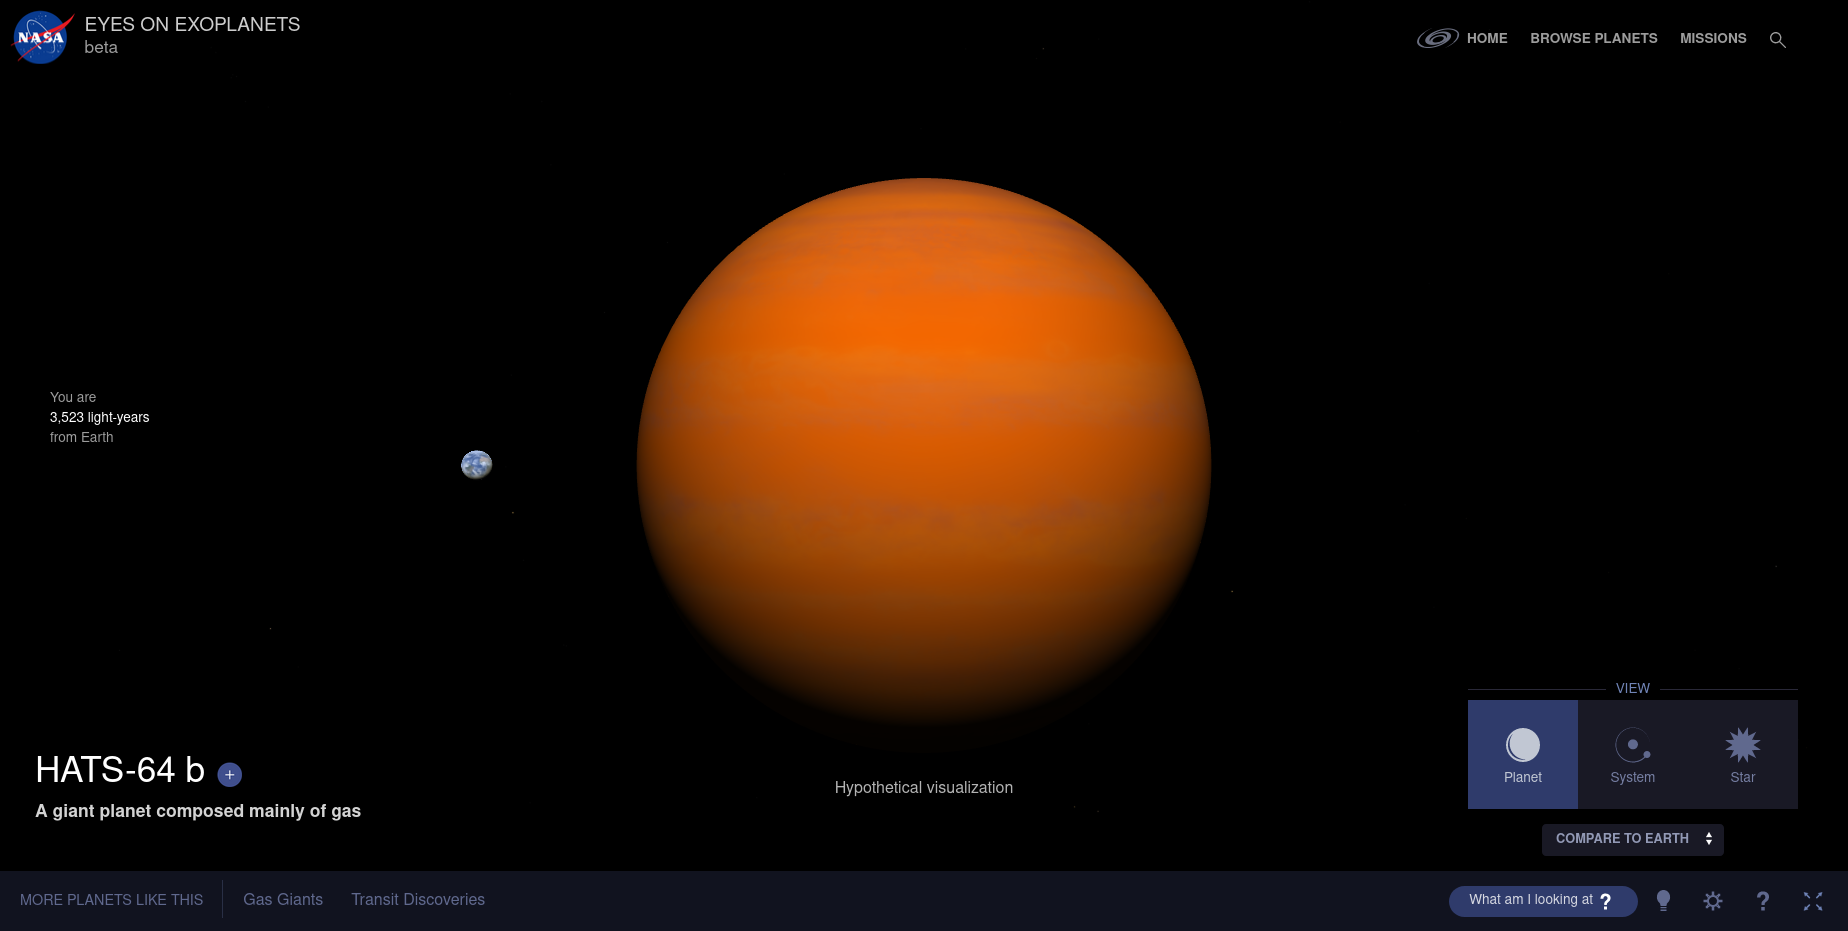 NASA
EYES ON EXOPLANETS
beta
HOME
BROWSE PLANETS
MISSIONS
You are
3,523 light-years
from Earth
HATS-64 b +
A giant planet composed mainly of gas
Hypothetical visualization
VIEW
Planet
System
Star
COMPARE TO EARTH
MORE PLANETS LIKE THIS
Gas Giants
Transit Discoveries
What am I looking at ?
?